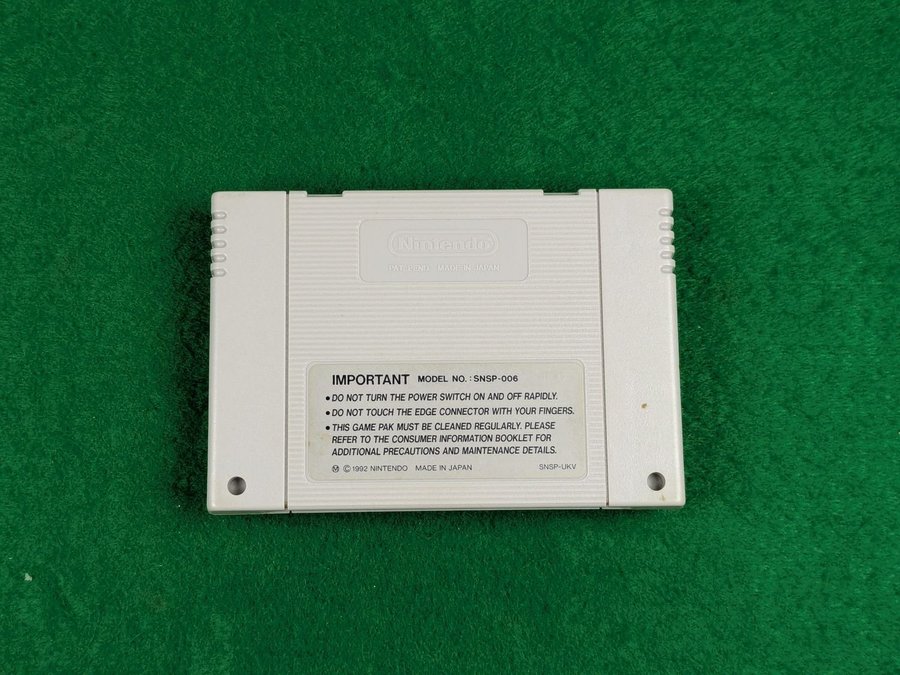 Nintendo
PAT. PEND. MADE IN JAPAN
IMPORTANT MODEL NO.: SNSP-006
• DO NOT TURN THE POWER SWITCH ON AND OFF RAPIDLY.
• DO NOT TOUCH THE EDGE CONNECTOR WITH YOUR FINGERS.
• THIS GAME PAK MUST BE CLEANED REGULARLY. PLEASE
REFER TO THE CONSUMER INFORMATION BOOKLET FOR
ADDITIONAL PRECAUTIONS AND MAINTENANCE DETAILS.
Ⓜ ©1992 NINTENDO MADE IN JAPAN SNSP-UKV